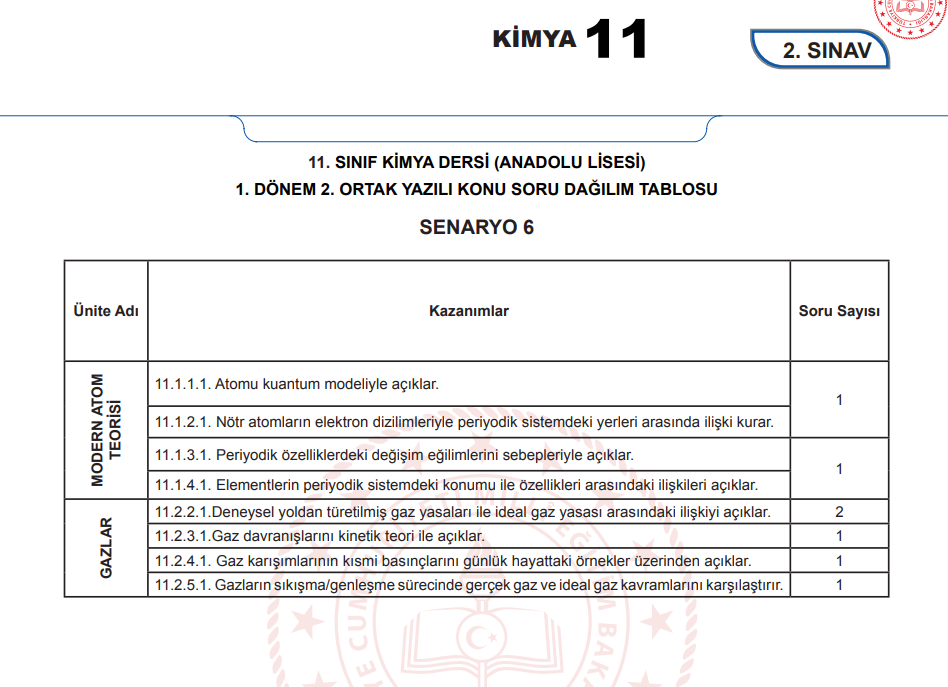 KİMYA 11
2. SINAV
11. SINIF KİMYA DERSİ (ANADOLU LİSESİ)
1. DÖNEM 2. ORTAK YAZILI KONU SORU DAĞILIM TABLOSU
SENARYO 6
Ünite Adı Kazanımlar Soru Sayısı
MODERN ATOM
TEORİSİ
11.1.1.1. Atomu kuantum modeliyle açıklar.
1
11.1.2.1. Nötr atomların elektron dizilimleriyle periyodik sistemdeki yerleri arasında ilişki kurar.
11.1.3.1. Periyodik özelliklerdeki değişim eğilimlerini sebepleriyle açıklar.
1
11.1.4.1. Elementlerin periyodik sistemdeki konumu ile özellikleri arasındaki ilişkileri açıklar.
GAZLAR
11.2.2.1.Deneysel yoldan türetilmiş gaz yasaları ile ideal gaz yasası arasındaki ilişkiyi açıklar. 2
11.2.3.1.Gaz davranışlarını kinetik teori ile açıklar. 1
11.2.4.1. Gaz karışımlarının kısmi basınçlarını günlük hayattaki örnekler üzerinden açıklar. 1
11.2.5.1. Gazların sıkışma/genleşme sürecinde gerçek gaz ve ideal gaz kavramlarını karşılaştırır. 1